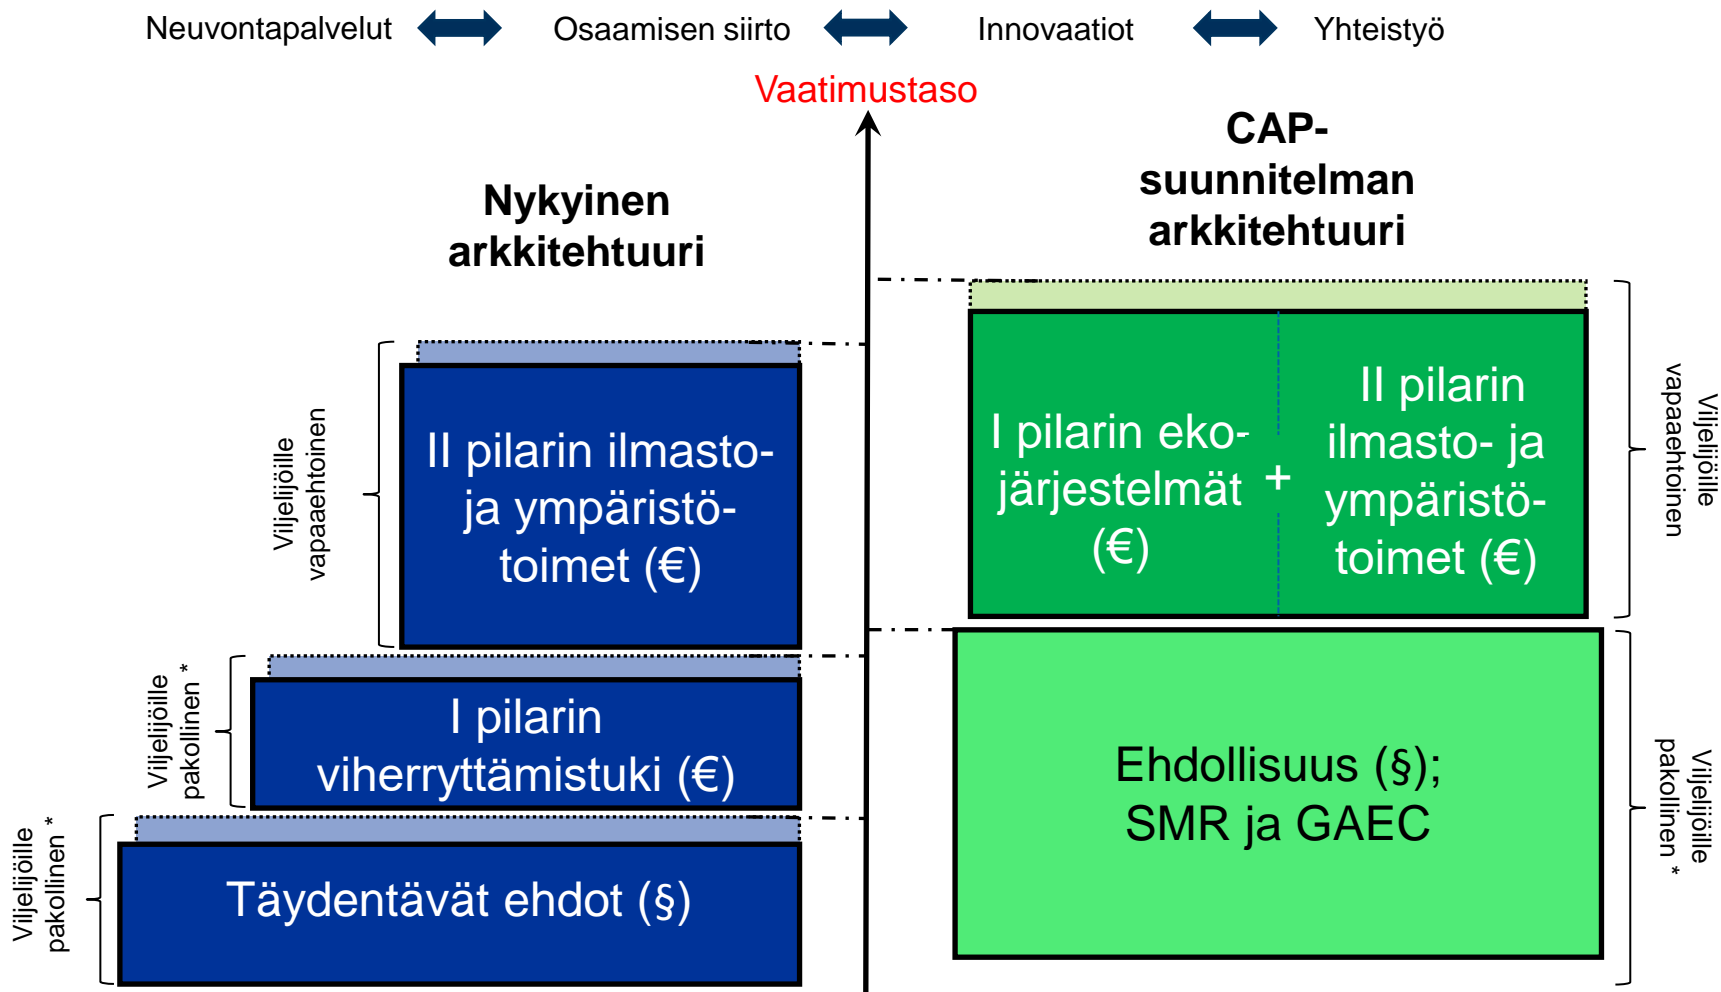 Neuvontapalvelut
Osaamisen siirto
Innovaatiot
Yhteistyö
Vaatimustaso
Nykyinen
arkkitehtuuri
CAP-
suunnitelman
arkkitehtuuri
Viljelijöille
vapaaehtoinen
II pilarin ilmasto-
ja ympäristö-
toimet (€)
Viljelijöille
pakollinen *
I pilarin
viherryttämistuki (€)
Viljelijöille
pakollinen *
Täydentävät ehdot (§)
I pilarin eko-
järjestelmät
(€)
+
II pilarin
ilmasto- ja
ympäristö-
toimet (€)
Viljelijöille
vapaaehtoinen
Ehdollisuus (§);
SMR ja GAEC
Viljelijöille
pakollinen *